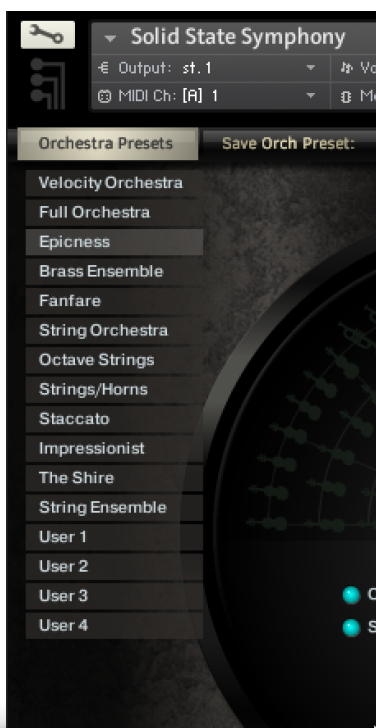 Solid State Symphony
Output: st.1
MIDI Ch: [A] 1
Orchestra Presets
Save Orch Preset:
Velocity Orchestra
Full Orchestra
Epicness
Brass Ensemble
Fanfare
String Orchestra
Octave Strings
Strings/Horns
Staccato
Impressionist
The Shire
String Ensemble
User 1
User 2
User 3
User 4